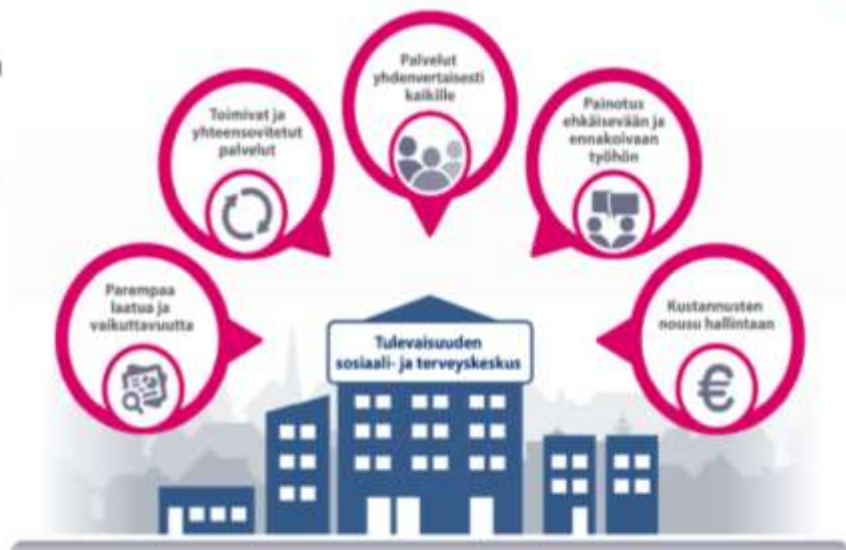 Parempaa
laatua ja
vaikuttavuutta
Toimivat ja
yhteensovitetut
palvelut
Palvelut
yhdenvertaisesti
kaikille
Painotus
ehkäisevään ja
ennakoivaan
työhön
Kustannusten
nousu hallintaan
€
Tulevaisuuden
sosiaali- ja terveyskeskus